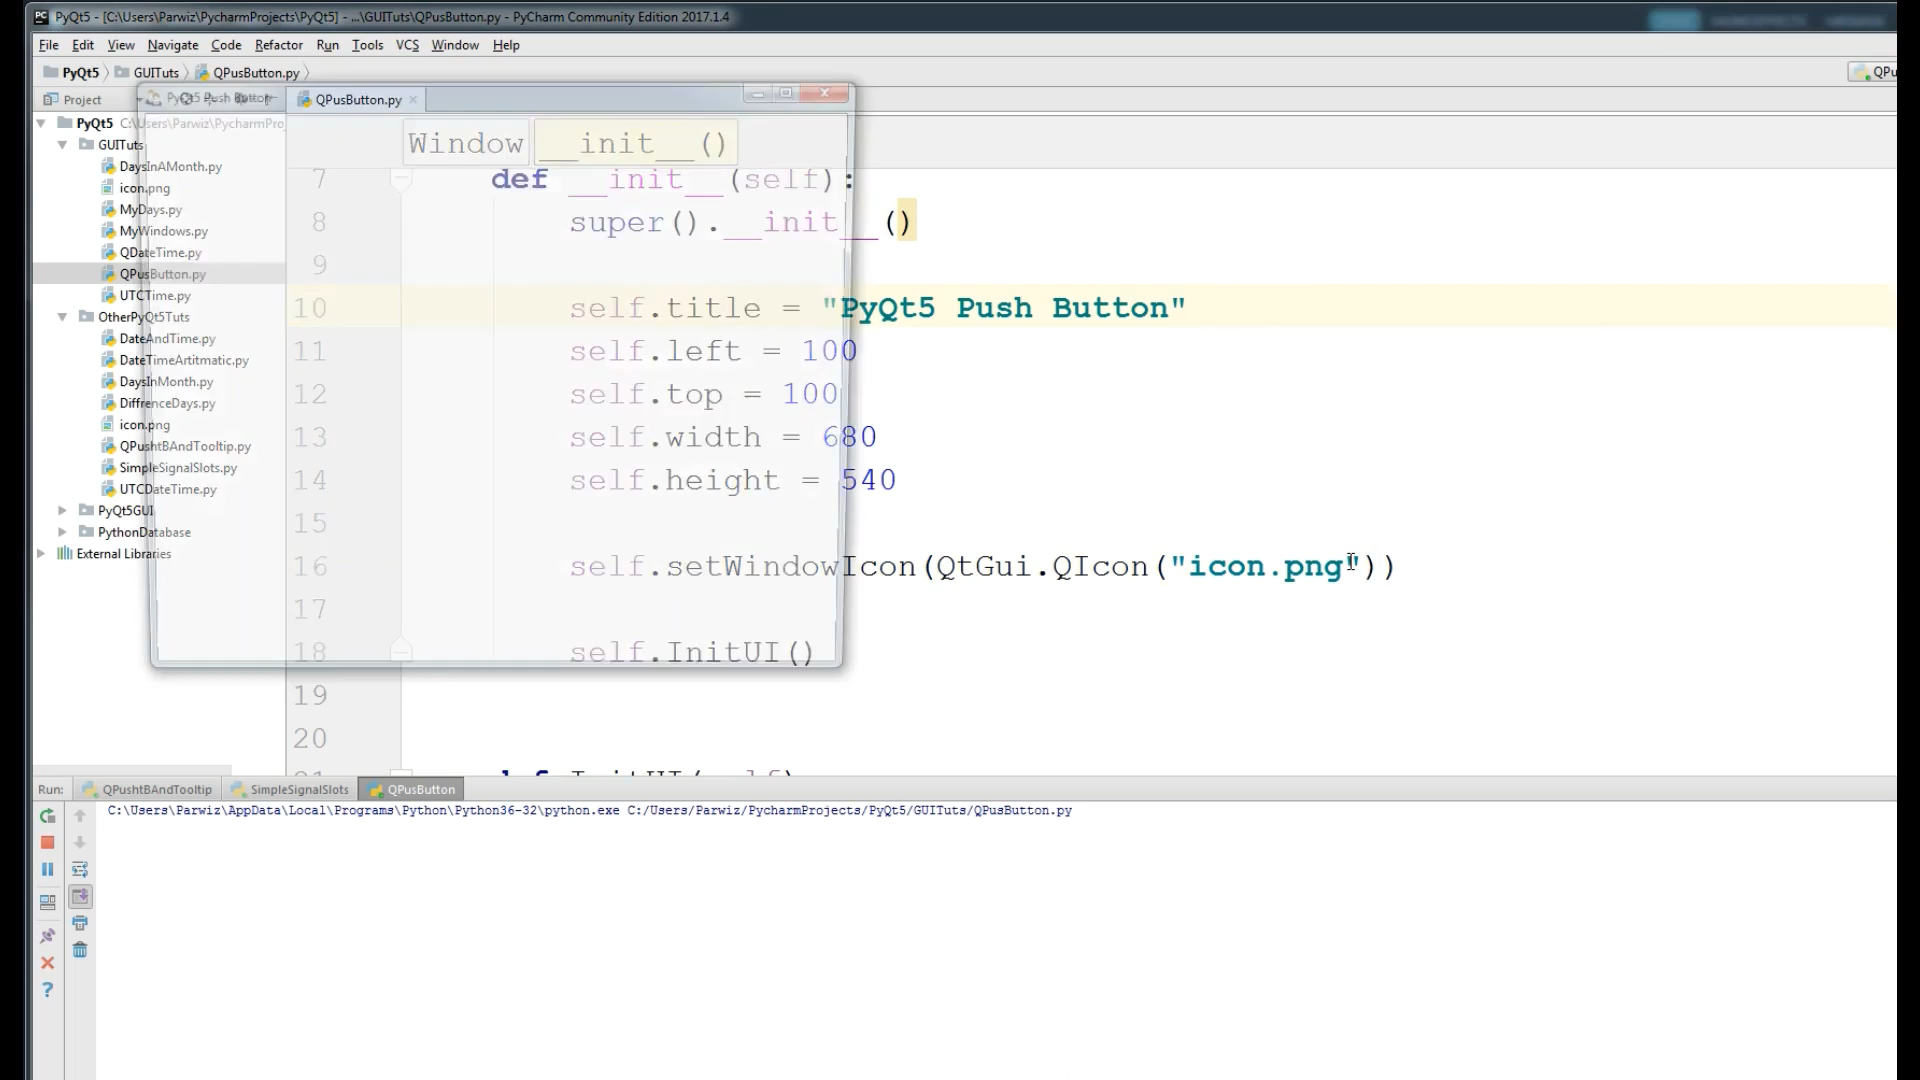 PyQt5 - [C:\Users\Parwiz\PycharmProjects\PyQt5] - ...\GUITuts\QPusButton.py - PyCharm Community Edition 2017.1.4
File Edit View Navigate Code Refactor Run Tools VCS Window Help
PyQt5 GUITuts QPusButton.py
QPu
Project PyQt5 Push Button QPusButton.py
PyQt5 C:\Users\Parwiz\PycharmPro
Window __init__()
GUITuts
DaysInAMonth.py
icon.png
MyDays.py
MyWindows.py
QDateTime.py
QPusButton.py
UTCTime.py
OtherPyQt5Tuts
DateAndTime.py
DateTimeArtitmatic.py
DaysInMonth.py
DiffrenceDays.py
icon.png
QPushtBAndTooltip.py
SimpleSignalSlots.py
UTCDateTime.py
PyQt5GUI
PythonDatabase
External Libraries
7 def __init__(self):
8 super().__init__()
9
10 self.title = "PyQt5 Push Button"
11 self.left = 100
12 self.top = 100
13 self.width = 680
14 self.height = 540
15
16 self.setWindowIcon(QtGui.QIcon("icon.png"))
17
18 self.InitUI()
19
20
21 def InitUI(self)
Run: QPushtBAndTooltip SimpleSignalSlots QPusButton
C:\Users\Parwiz\AppData\Local\Programs\Python\Python36-32\python.exe C:/Users/Parwiz/PycharmProjects/PyQt5/GUITuts/QPusButton.py